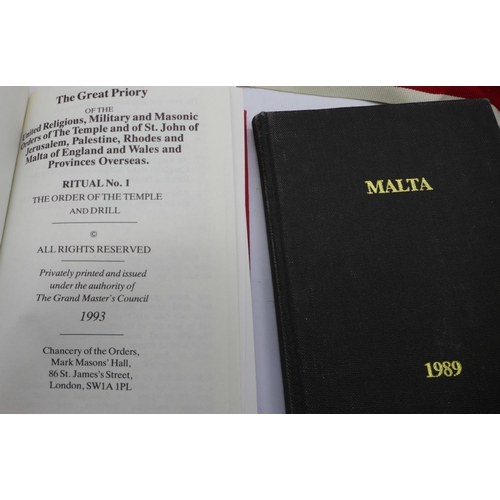 The Great Priory
OF THE
United Religious, Military and Masonic
Orders of The Temple and of St. John of
Jerusalem, Palestine, Rhodes and
Malta of England and Wales and
Provinces Overseas.
RITUAL No. 1
THE ORDER OF THE TEMPLE
AND DRILL
©
ALL RIGHTS RESERVED
Privately printed and issued
under the authority of
The Grand Master's Council
1993
Chancery of the Orders,
Mark Masons' Hall,
86 St. James's Street,
London, SW1A 1PL
MALTA
1989